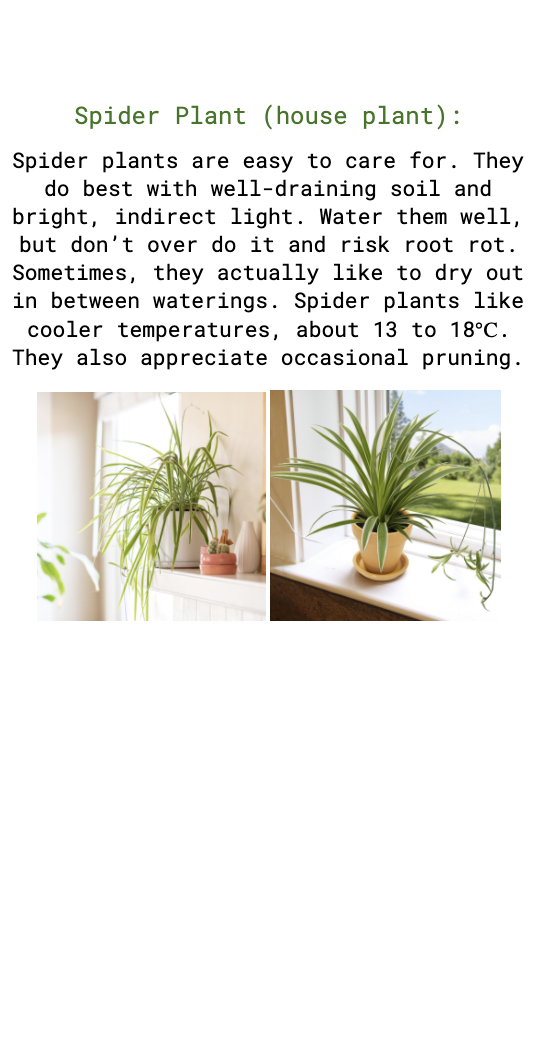 Spider Plant (house plant):
Spider plants are easy to care for. They
do best with well-draining soil and
bright, indirect light. Water them well,
but don’t over do it and risk root rot.
Sometimes, they actually like to dry out
in between waterings. Spider plants like
cooler temperatures, about 13 to 18℃.
They also appreciate occasional pruning.